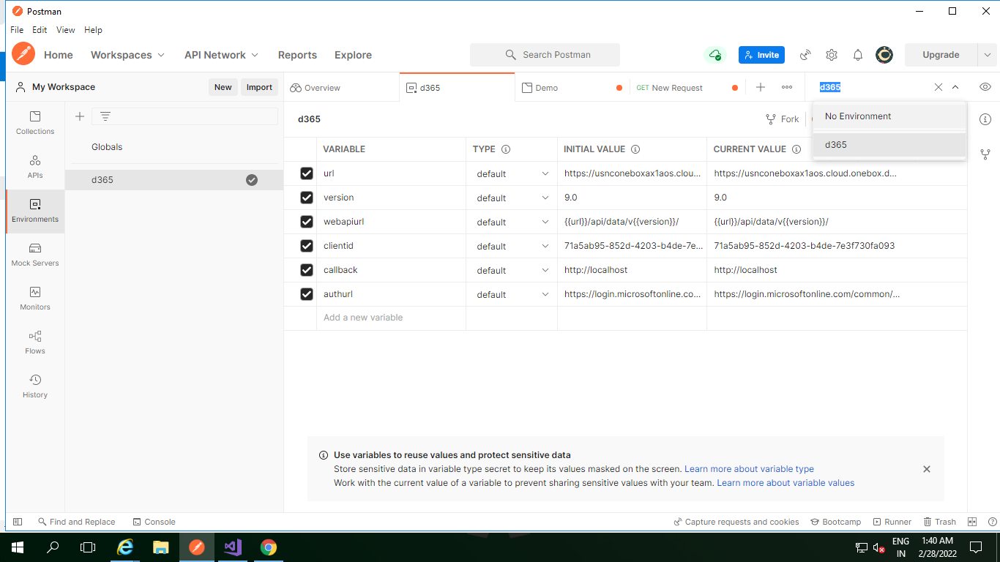 Postman
File Edit View Help
Home Workspaces API Network Reports Explore Search Postman Invite Upgrade
My Workspace New Import Overview d365 Demo GET New Request d365
No Environment
d365
d365 Fork
Collections
APIs
Environments
Mock Servers
Monitors
Flows
History
Globals
d365
VARIABLE TYPE INITIAL VALUE CURRENT VALUE
url default https://usnconeboxax1aos.clou... https://usnconeboxax1aos.cloud.onebox.d...
version default 9.0 9.0
webapiurl default {{url}}/api/data/v{{version}}/ {{url}}/api/data/v{{version}}/
clientid default 71a5ab95-852d-4203-b4de-7e... 71a5ab95-852d-4203-b4de-7e3f730fa093
callback default http://localhost http://localhost
authurl default https://login.microsoftonline.co... https://login.microsoftonline.com/common/...
Add a new variable
Use variables to reuse values and protect sensitive data
Store sensitive data in variable type secret to keep its values masked on the screen. Learn more about variable type
Work with the current value of a variable to prevent sharing sensitive values with your team. Learn more about variable values
Find and Replace Console Capture requests and cookies Bootcamp Runner Trash
ENG 1:40 AM
IN 2/28/2022